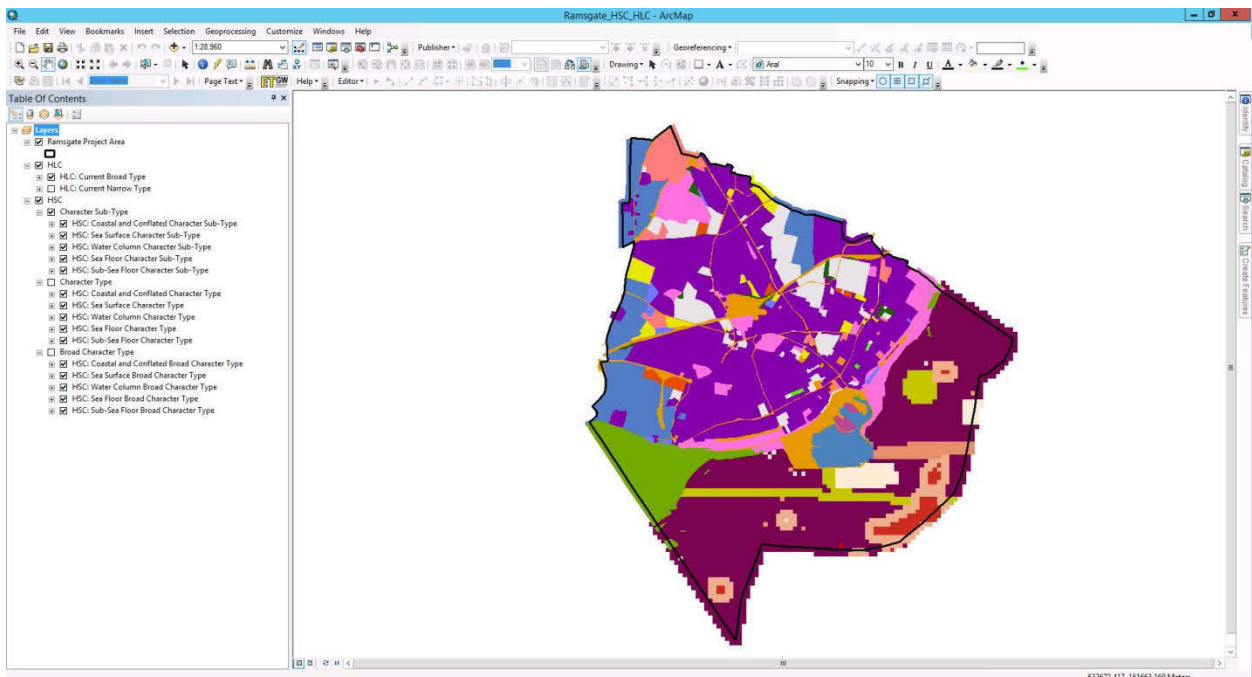 Ramsgate_HSC_HLC - ArcMap
File Edit View Bookmarks Insert Selection Geoprocessing Customize Windows Help
1:28,960 Publisher Georeferencing
Drawing A Arial 10 B I U A
Page Text GW Help Editor Snapping
Table Of Contents
Layers
Ramsgate Project Area
HLC
HLC: Current Broad Type
HLC: Current Narrow Type
HSC
Character Sub-Type
HSC: Coastal and Conflated Character Sub-Type
HSC: Sea Surface Character Sub-Type
HSC: Water Column Character Sub-Type
HSC: Sea Floor Character Sub-Type
HSC: Sub-Sea Floor Character Sub-Type
Character Type
HSC: Coastal and Conflated Character Type
HSC: Sea Surface Character Type
HSC: Water Column Character Type
HSC: Sea Floor Character Type
HSC: Sub-Sea Floor Character Type
Broad Character Type
HSC: Coastal and Conflated Broad Character Type
HSC: Sea Surface Broad Character Type
HSC: Water Column Broad Character Type
HSC: Sea Floor Broad Character Type
HSC: Sub-Sea Floor Broad Character Type
Identify
Catalog
Search
Create Features